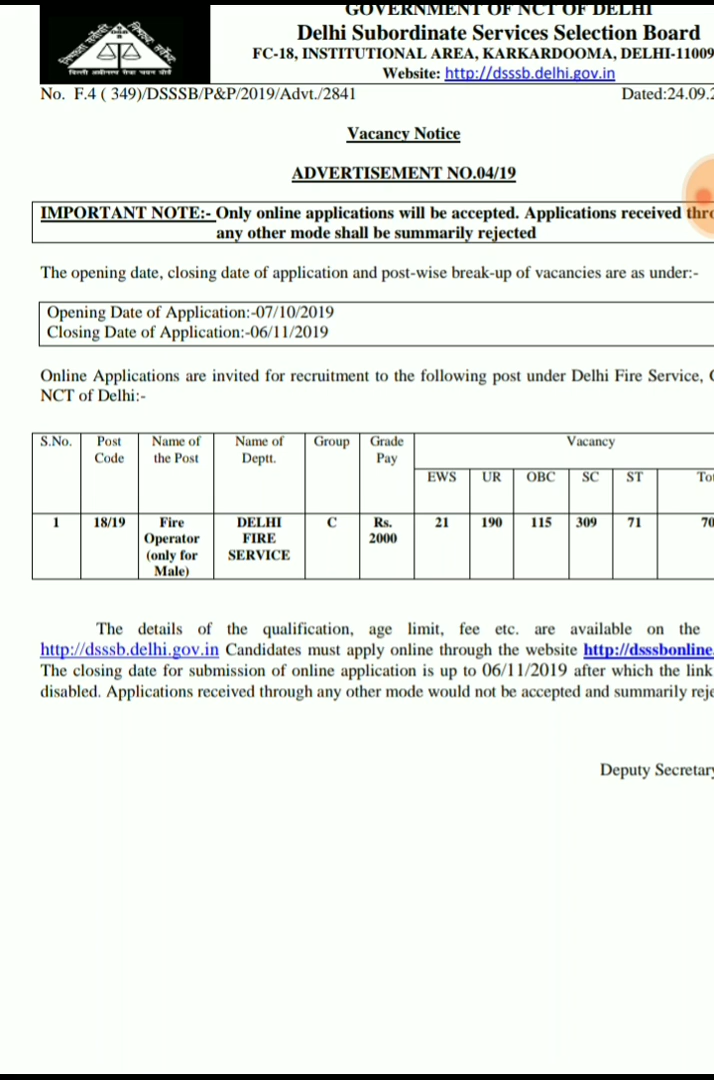 GOVERNMENT OF NCT OF DELHI
Delhi Subordinate Services Selection Board
FC-18, INSTITUTIONAL AREA, KARKARDOOMA, DELHI-11009
Website: http://dsssb.delhi.gov.in
दिल्ली अधीनस्थ सेवा चयन बोर्ड
No. F.4 ( 349)/DSSSB/P&P/2019/Advt./2841 Dated:24.09.2
Vacancy Notice
ADVERTISEMENT NO.04/19
IMPORTANT NOTE:- Only online applications will be accepted. Applications received thro
any other mode shall be summarily rejected
The opening date, closing date of application and post-wise break-up of vacancies are as under:-
Opening Date of Application:-07/10/2019
Closing Date of Application:-06/11/2019
Online Applications are invited for recruitment to the following post under Delhi Fire Service, G
NCT of Delhi:-
S.No. Post Name of Name of Group Grade Vacancy
Code the Post Deptt. Pay
EWS UR OBC SC ST Tot
1 18/19 Fire DELHI C Rs. 21 190 115 309 71 70
Operator FIRE 2000
(only for SERVICE
Male)
The details of the qualification, age limit, fee etc. are available on the
http://dsssb.delhi.gov.in Candidates must apply online through the website http://dsssbonline.
The closing date for submission of online application is up to 06/11/2019 after which the link
disabled. Applications received through any other mode would not be accepted and summarily reje
Deputy Secretary